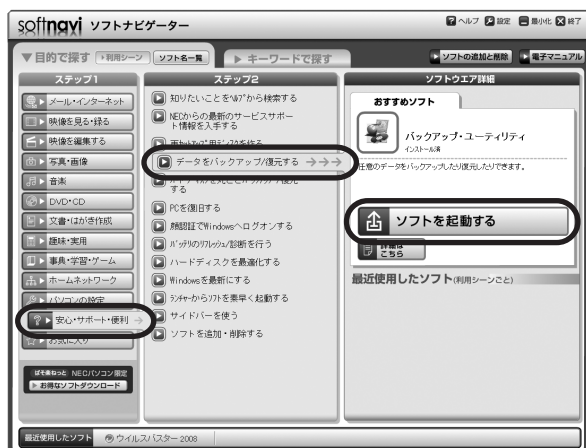 softnavi ソフトナビゲーター
ヘルプ 設定 最小化 終了
▼目的で探す ▶利用シーン ソフト名一覧 ▶ キーワードで探す
▶ソフトの追加と削除 ▶電子マニュアル
ステップ1
メール・インターネット
映像を見る・録る
映像を編集する
写真・画像
音楽
DVD・CD
文書・はがき作成
趣味・実用
事典・学習・ゲーム
ホームネットワーク
パソコンの設定
安心・サポート・便利
お気に入り
ぱそ楽ねっと NECパソコン限定
▶お得なソフトダウンロード
ステップ2
NECからの最新のサービスサポー
ト情報を入手する
データをバックアップ/復元する
する
PCを復旧する
顔認証でWindowsへログオンする
バッテリのリフレッシュ/診断を行う
ハードディスクを最適化する
Windowsを最新にする
ランチャーからソフトを素早く起動する
サイドバーを使う
ソフトを追加・削除する
ソフトウエア詳細
おすすめソフト
バックアップ・ユーティリティ
インストール済
任意のデータをバックアップしたり復元したりできます。
ソフトを起動する
詳細は
こちら
最近使用したソフト(利用シーンごと)
最近使用したソフト ウイルスバスター 2008